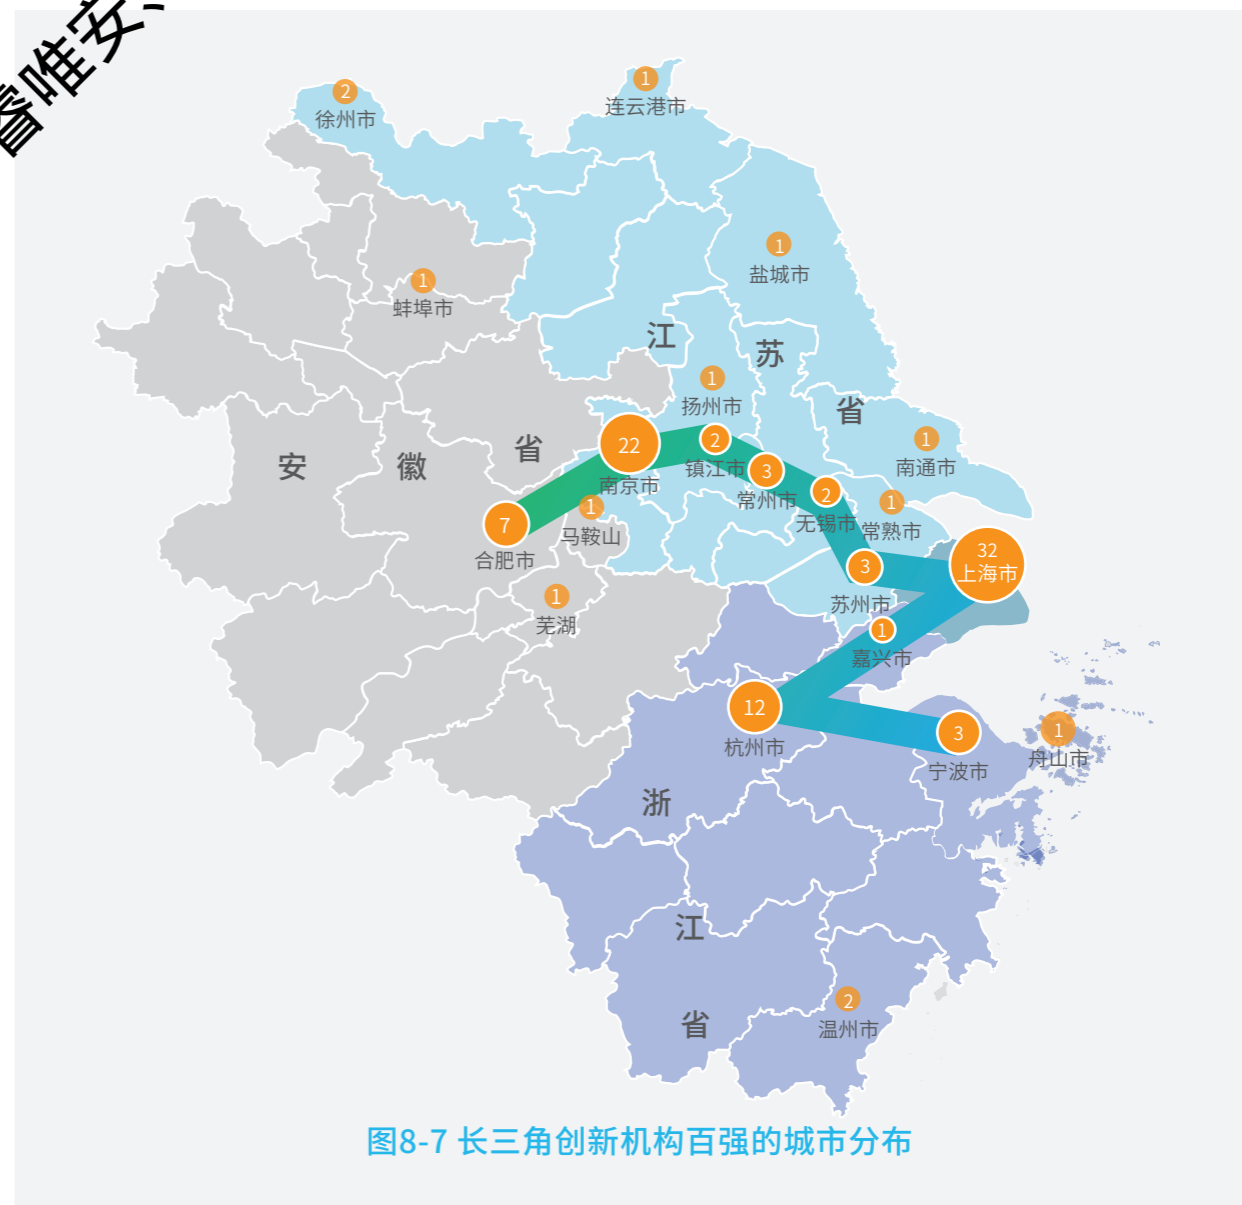 睿唯安、
2
徐州市
1
连云港市
1
盐城市
1
蚌埠市
江
苏
省
1
扬州市
1
南通市
安
徽
省
22
南京市
2
镇江市
3
常州市
2
无锡市
1
常熟市
7
合肥市
1
马鞍山
32
上海市
3
苏州市
1
芜湖
1
嘉兴市
12
杭州市
3
宁波市
1
舟山市
浙
江
省
2
温州市
图8-7 长三角创新机构百强的城市分布